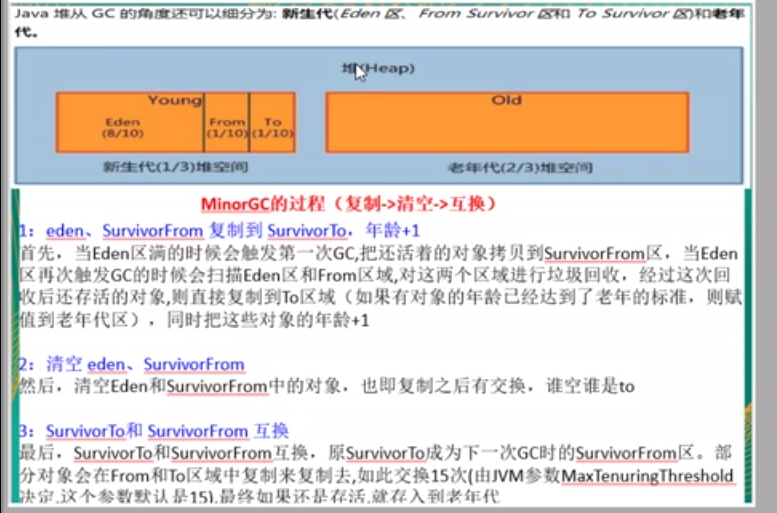 Java 堆从 GC 的角度还可以细分为: 新生代(Eden 区、From Survivor 区和 To Survivor 区)和老年
代。
堆(Heap)
Young
Old
Eden
(8/10)
From
(1/10)
To
(1/10)
新生代(1/3)堆空间
老年代(2/3)堆空间
MinorGC的过程（复制->清空->互换）
1：eden、SurvivorFrom 复制到 SurvivorTo，年龄+1
首先，当Eden区满的时候会触发第一次GC,把还活着的对象拷贝到SurvivorFrom区，当Eden
区再次触发GC的时候会扫描Eden区和From区域,对这两个区域进行垃圾回收，经过这次回
收后还存活的对象,则直接复制到To区域（如果有对象的年龄已经达到了老年的标准，则赋
值到老年代区），同时把这些对象的年龄+1
2：清空 eden、SurvivorFrom
然后，清空Eden和SurvivorFrom中的对象，也即复制之后有交换，谁空谁是to
3：SurvivorTo和 SurvivorFrom 互换
最后，SurvivorTo和SurvivorFrom互换，原SurvivorTo成为下一次GC时的SurvivorFrom区。部
分对象会在From和To区域中复制来复制去,如此交换15次(由JVM参数MaxTenuringThreshold
决定,这个参数默认是15),最终如果还是存活,就存入到老年代